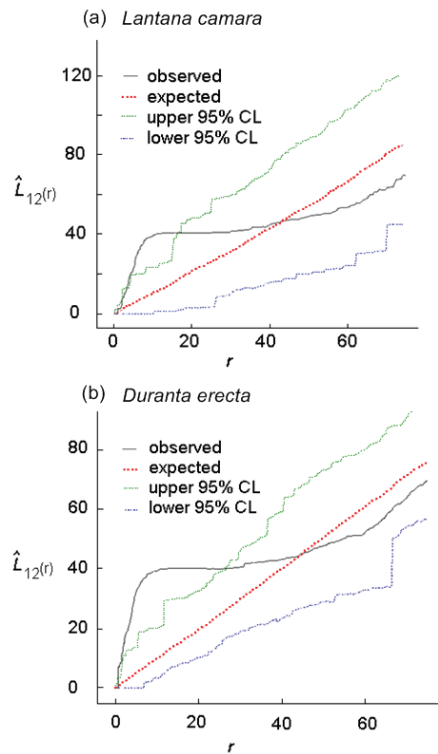 (a) Lantana camara
120
80
40
0
L̂12(r)
observed
expected
upper 95% CL
lower 95% CL
0 20 40 60
r
(b) Duranta erecta
80
60
40
20
0
L̂12(r)
observed
expected
upper 95% CL
lower 95% CL
0 20 40 60
r